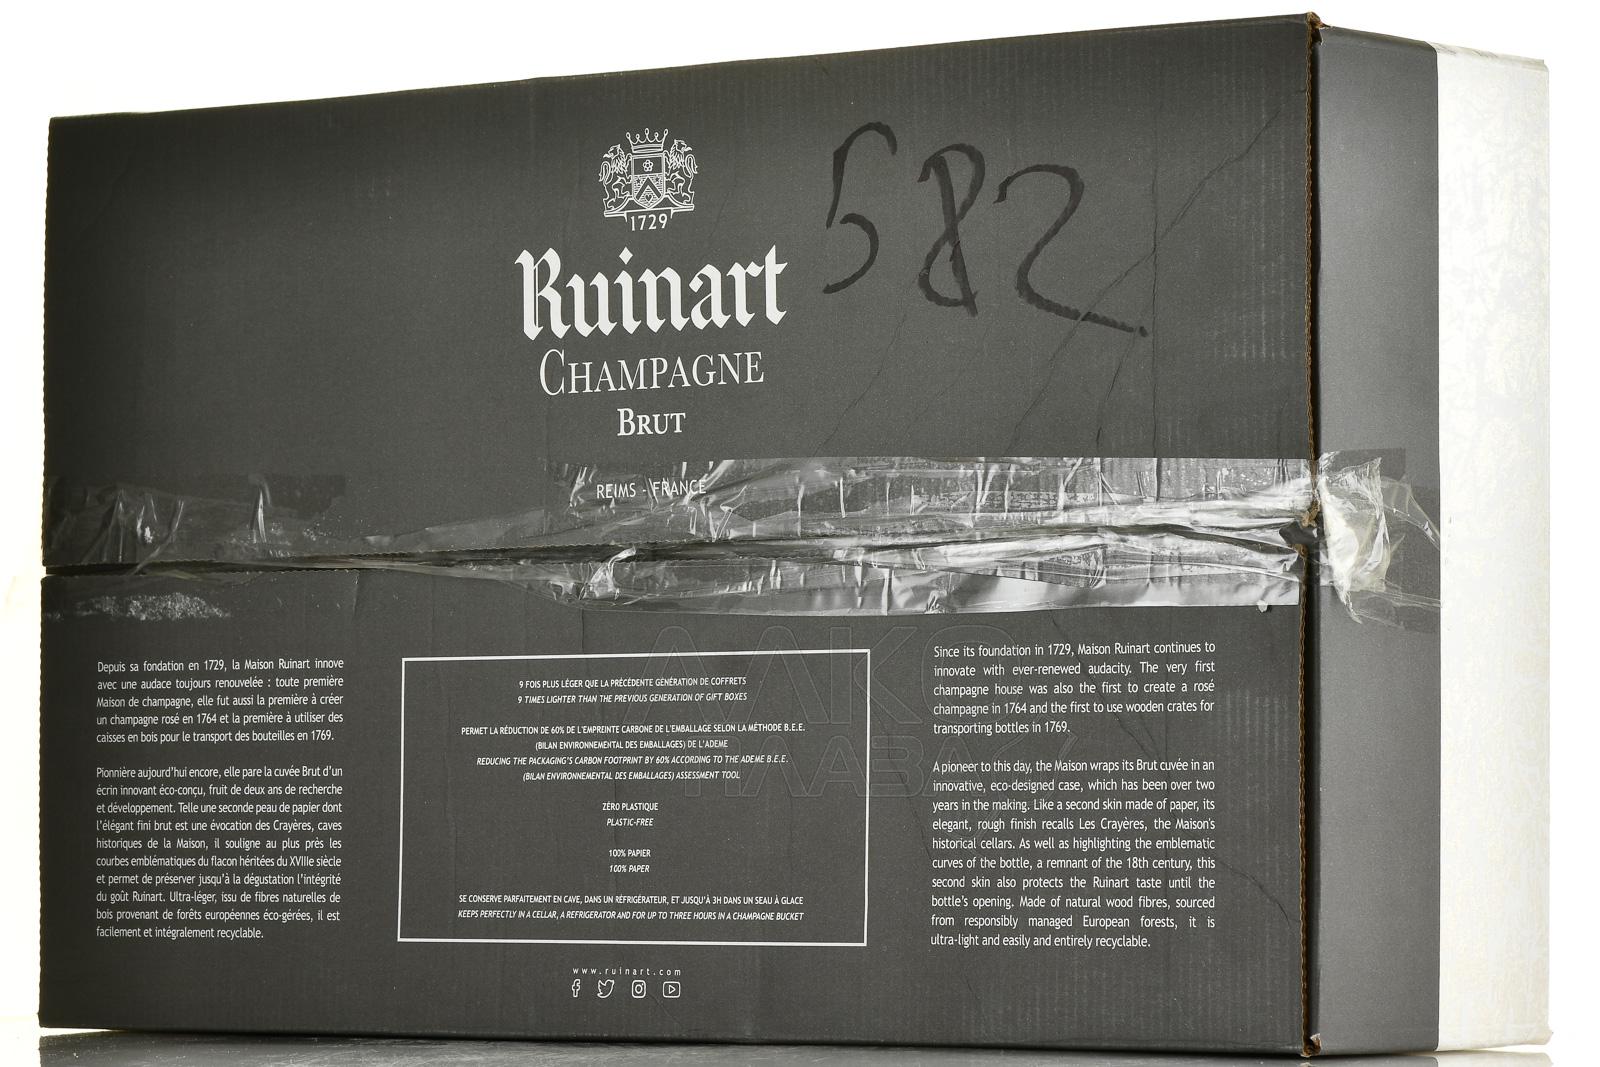 1729
Ruinart
CHAMPAGNE
BRUT
REIMS - FRANCE
582
Depuis sa fondation en 1729, la Maison Ruinart innove
avec une audace toujours renouvelée : toute première
Maison de champagne, elle fut aussi la première à créer
un champagne rosé en 1764 et la première à utiliser des
caisses en bois pour le transport des bouteilles en 1769.
Pionnière aujourd'hui encore, elle pare la cuvée Brut d'un
écrin innovant éco-conçu, fruit de deux ans de recherche
et développement. Telle une seconde peau de papier dont
l'élégant fini brut est une évocation des Crayères, caves
historiques de la Maison, il souligne au plus près les
courbes emblématiques du flacon héritées du XVIIIe siècle
et permet de préserver jusqu'à la dégustation l'intégrité
du goût Ruinart. Ultra-léger, issu de fibres naturelles de
bois provenant de forêts européennes éco-gérées, il est
facilement et intégralement recyclable.
9 FOIS PLUS LÉGER QUE LA PRÉCÉDENTE GÉNÉRATION DE COFFRETS
9 TIMES LIGHTER THAN THE PREVIOUS GENERATION OF GIFT BOXES
PERMET LA RÉDUCTION DE 60% DE L'EMPREINTE CARBONE DE L'EMBALLAGE SELON LA MÉTHODE B.E.E.
(BILAN ENVIRONNEMENTAL DES EMBALLAGES) DE L'ADEME
REDUCING THE PACKAGING'S CARBON FOOTPRINT BY 60% ACCORDING TO THE ADEME B.E.E.
(BILAN ENVIRONNEMENTAL DES EMBALLAGES) ASSESSMENT TOOL
ZÉRO PLASTIQUE
PLASTIC-FREE
100% PAPIER
100% PAPER
SE CONSERVE PARFAITEMENT EN CAVE, DANS UN RÉFRIGÉRATEUR, ET JUSQU'À 3H DANS UN SEAU À GLACE
KEEPS PERFECTLY IN A CELLAR, A REFRIGERATOR AND FOR UP TO THREE HOURS IN A CHAMPAGNE BUCKET
www.ruinart.com
Since its foundation in 1729, Maison Ruinart continues to
innovate with ever-renewed audacity. The very first
champagne house was also the first to create a rosé
champagne in 1764 and the first to use wooden crates for
transporting bottles in 1769.
A pioneer to this day, the Maison wraps its Brut cuvée in an
innovative, eco-designed case, which has been over two
years in the making. Like a second skin made of paper, its
elegant, rough finish recalls Les Crayères, the Maison's
historical cellars. As well as highlighting the emblematic
curves of the bottle, a remnant of the 18th century, this
second skin also protects the Ruinart taste until the
bottle's opening. Made of natural wood fibres, sourced
from responsibly managed European forests, it is
ultra-light and easily and entirely recyclable.